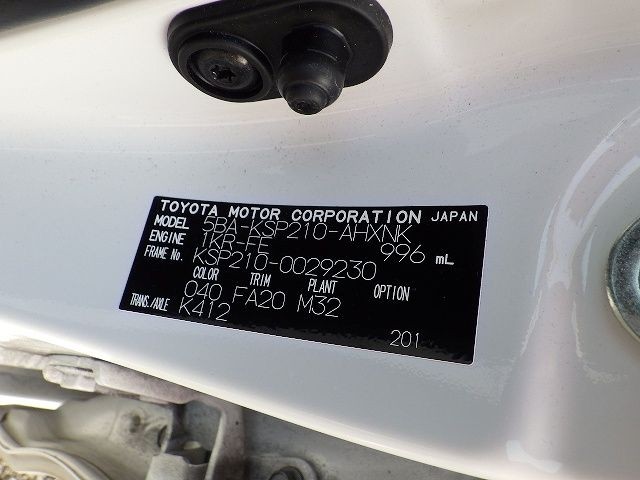 TOYOTA MOTOR CORPORATION JAPAN
MODEL 5BA-KSP210-AHXNK
ENGINE 1KR-FE 996 mL
FRAME No. KSP210-0029230
COLOR TRIM PLANT OPTION
040 FA20 M32
TRANS./AXLE K412
201